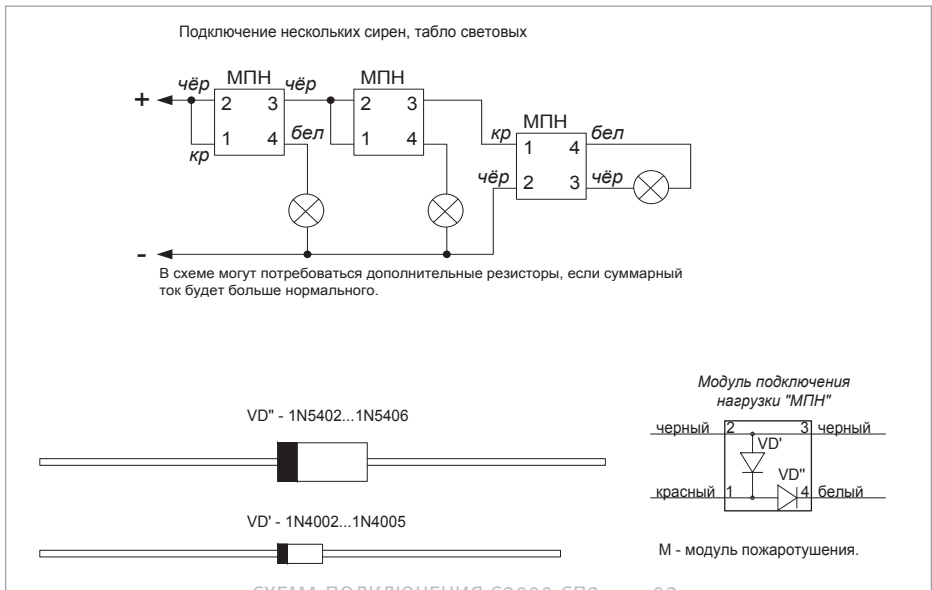 Подключение нескольких сирен, табло световых
чёр МПН чёр МПН
+ 2 3 2 3
МПН
1 4 бел 1 4 кр 1 4 бел
кр
чёр 2 3 чёр
-
В схеме могут потребоваться дополнительные резисторы, если суммарный
ток будет больше нормального.
Модуль подключения
нагрузки "МПН"
VD" - 1N5402...1N5406
черный 2 3 черный
VD'
VD"
красный 1 4 белый
VD' - 1N4002...1N4005
М - модуль пожаротушения.